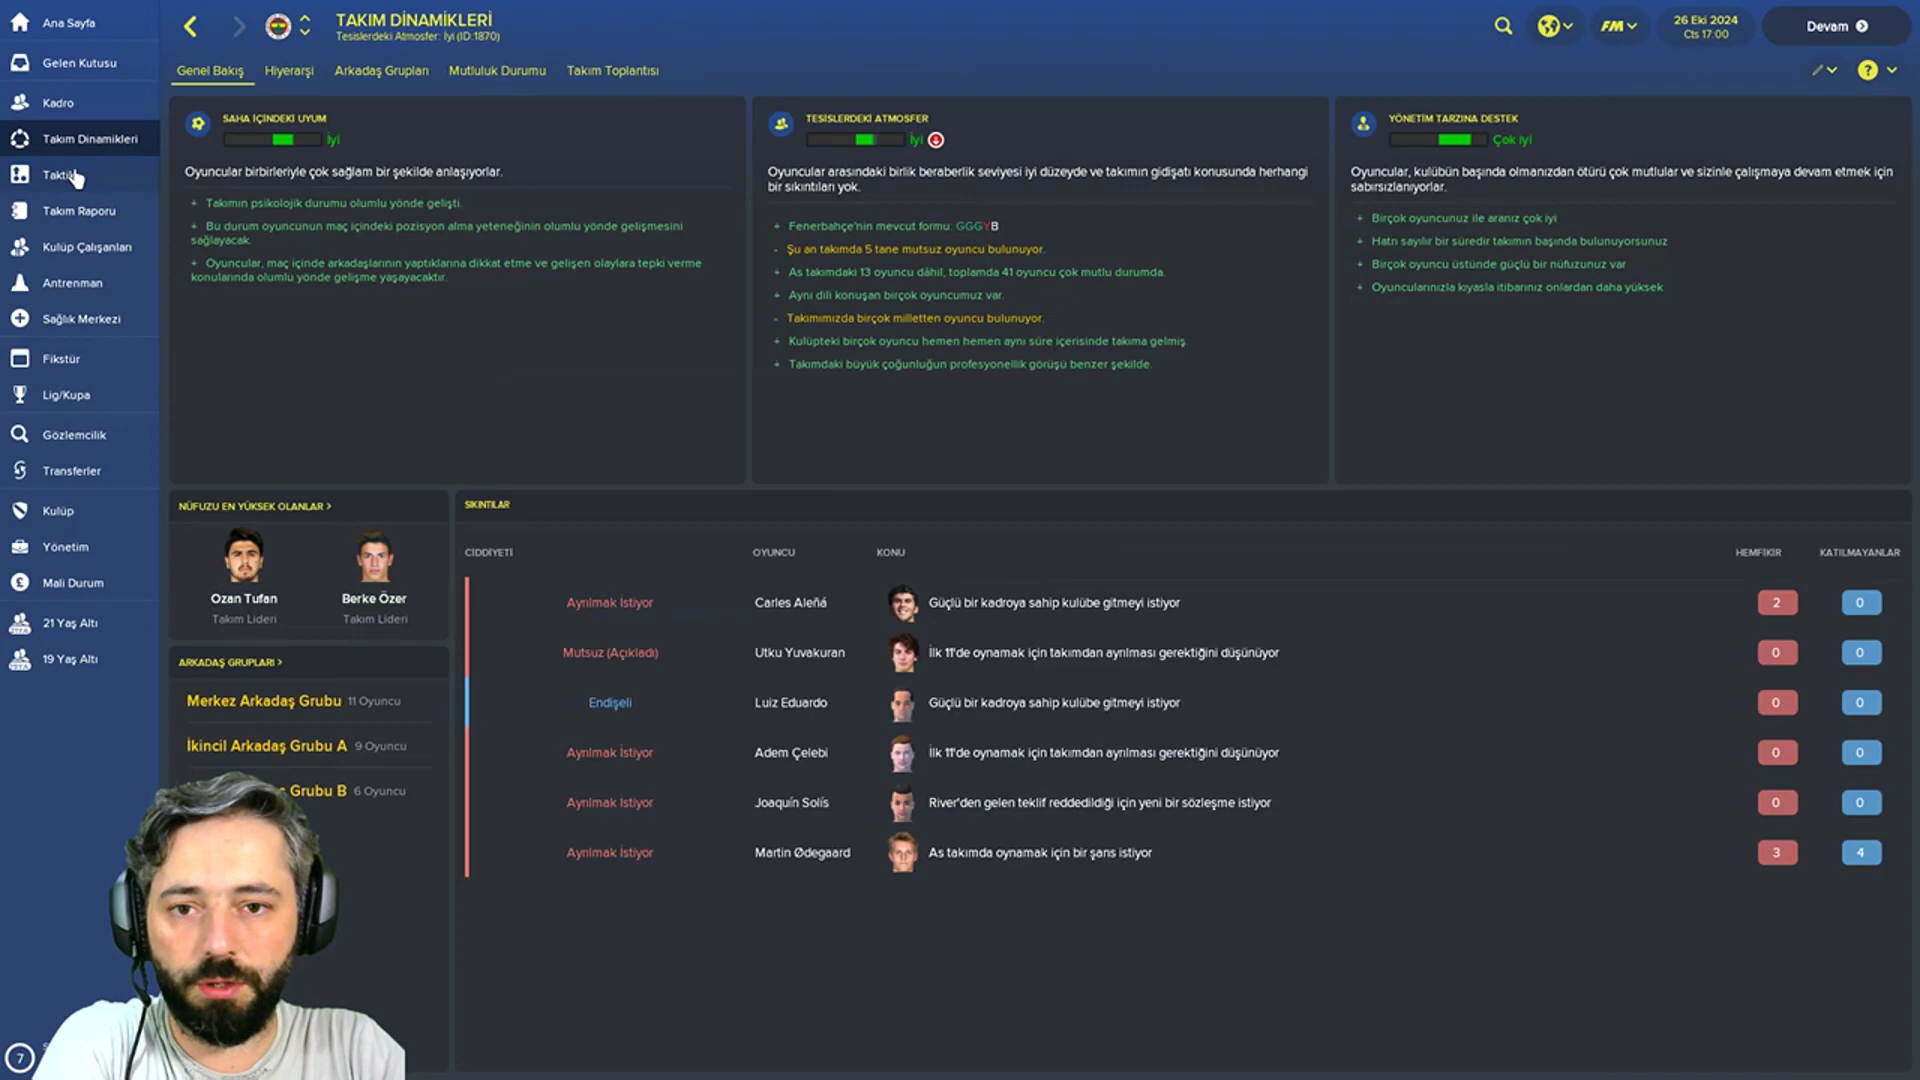 Ana Sayfa
Gelen Kutusu
Kadro
Takım Dinamikleri
Takım Raporu
Kulüp Çalışanları
Antrenman
Sağlık Merkezi
Fikstür
Lig/Kupa
Gözlemcilik
Transferler
Kulüp
Yönetim
Mali Durum
21 Yaş Altı
19 Yaş Altı
7
TAKIM DİNAMİKLERİ
Tesislerdeki Atmosfer: İyi (ID:1870)
FM
26 Eki 2024
Cts 17:00
Devam
Genel Bakış
Hiyerarşi
Arkadaş Grupları
Mutluluk Durumu
Takım Toplantısı
?
SAHA İÇİNDEKİ UYUM
İyi
Oyuncular birbirleriyle çok sağlam bir şekilde anlaşıyorlar.
+ Takımın psikolojik durumu olumlu yönde gelişti.
+ Bu durum oyuncunun maç içindeki pozisyon alma yeteneğinin olumlu yönde gelişmesini
sağlayacak.
+ Oyuncular, maç içinde arkadaşlarının yaptıklarına dikkat etme ve gelişen olaylara tepki verme
konularında olumlu yönde gelişme yaşayacaktır.
TESİSLERDEKİ ATMOSFER
İyi
Oyuncular arasındaki birlik beraberlik seviyesi iyi düzeyde ve takımın gidişatı konusunda herhangi
bir sıkıntıları yok.
+ Fenerbahçe'nin mevcut formu: GGGYB
- Şu an takımda 5 tane mutsuz oyuncu bulunuyor.
+ As takımdaki 13 oyuncu dâhil, toplamda 41 oyuncu çok mutlu durumda.
+ Aynı dili konuşan birçok oyuncumuz var.
- Takımımızda birçok milletten oyuncu bulunuyor.
+ Kulüpteki birçok oyuncu hemen hemen aynı süre içerisinde takıma gelmiş.
+ Takımdaki büyük çoğunluğun profesyonellik görüşü benzer şekilde.
YÖNETİM TARZINA DESTEK
Çok iyi
Oyuncular, kulübün başında olmanızdan ötürü çok mutlular ve sizinle çalışmaya devam etmek için
sabırsızlanıyorlar.
+ Birçok oyuncunuz ile aranız çok iyi
+ Hatrı sayılır bir süredir takımın başında bulunuyorsunuz
+ Birçok oyuncu üstünde güçlü bir nüfuzunuz var
+ Oyuncularınızla kıyasla itibarınız onlardan daha yüksek
NÜFUZU EN YÜKSEK OLANLAR >
Ozan Tufan
Takım Lideri
Berke Özer
Takım Lideri
ARKADAŞ GRUPLARI >
Merkez Arkadaş Grubu 11 Oyuncu
İkincil Arkadaş Grubu A 9 Oyuncu
Grubu B 6 Oyuncu
SIKINTILAR
CİDDİYETİ OYUNCU KONU HEMFİKİR KATILMAYANLAR
Ayrılmak İstiyor Carles Aleñá Güçlü bir kadroya sahip kulübe gitmeyi istiyor 2 0
Mutsuz (Açıkladı) Utku Yuvakuran İlk 11'de oynamak için takımdan ayrılması gerektiğini düşünüyor 0 0
Endişeli Luiz Eduardo Güçlü bir kadroya sahip kulübe gitmeyi istiyor 0 0
Ayrılmak İstiyor Adem Çelebi İlk 11'de oynamak için takımdan ayrılması gerektiğini düşünüyor 0 0
Ayrılmak İstiyor Joaquín Solís River'den gelen teklif reddedildiği için yeni bir sözleşme istiyor 0 0
Ayrılmak İstiyor Martin Ødegaard As takımda oynamak için bir şans istiyor 3 4